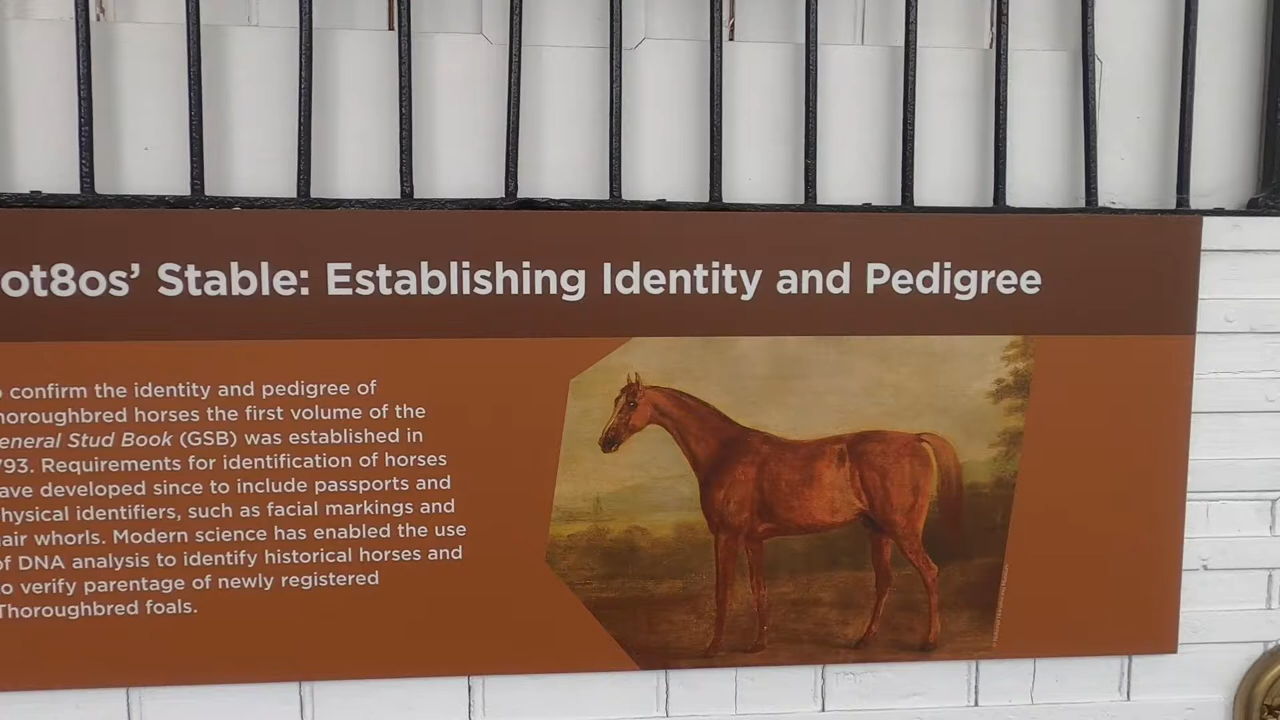 ot8os’ Stable: Establishing Identity and Pedigree
o confirm the identity and pedigree of
horoughbred horses the first volume of the
eneral Stud Book (GSB) was established in
'93. Requirements for identification of horses
ave developed since to include passports and
hysical identifiers, such as facial markings and
air whorls. Modern science has enabled the use
of DNA analysis to identify historical horses and
o verify parentage of newly registered
Thoroughbred foals.